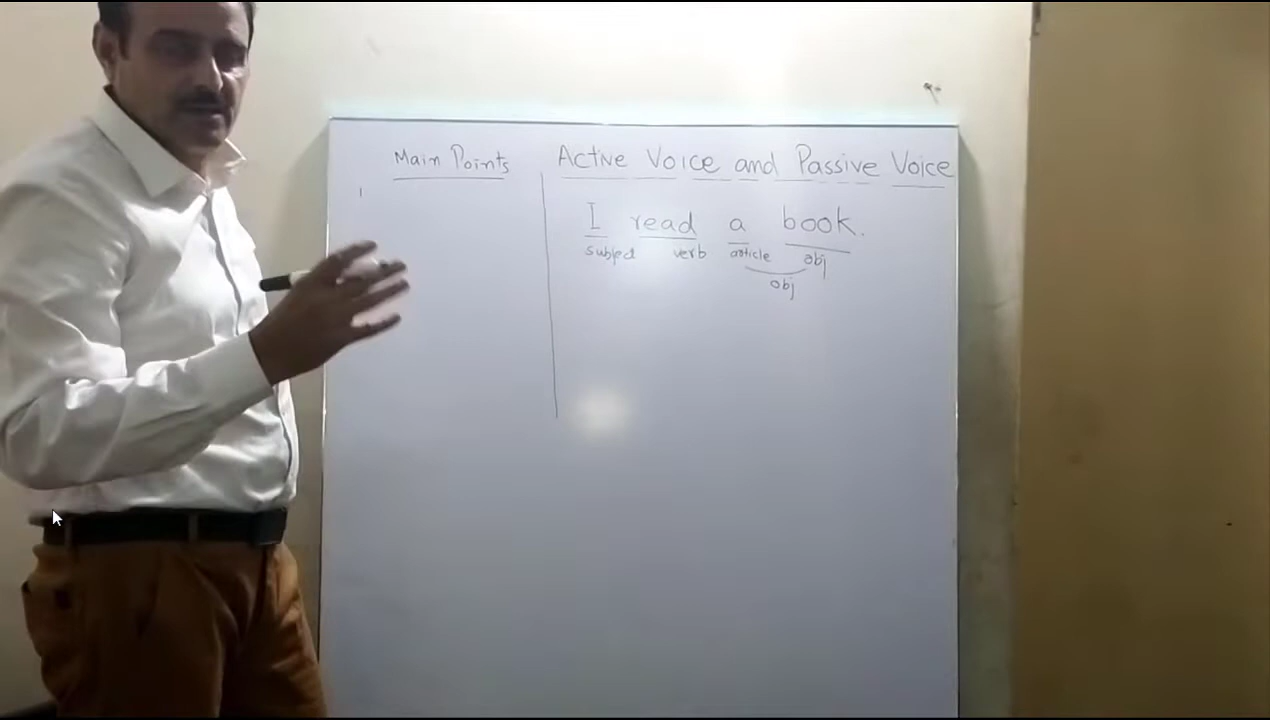 Main Points
Active Voice and Passive Voice
I read a book.
subject verb article obj
obj